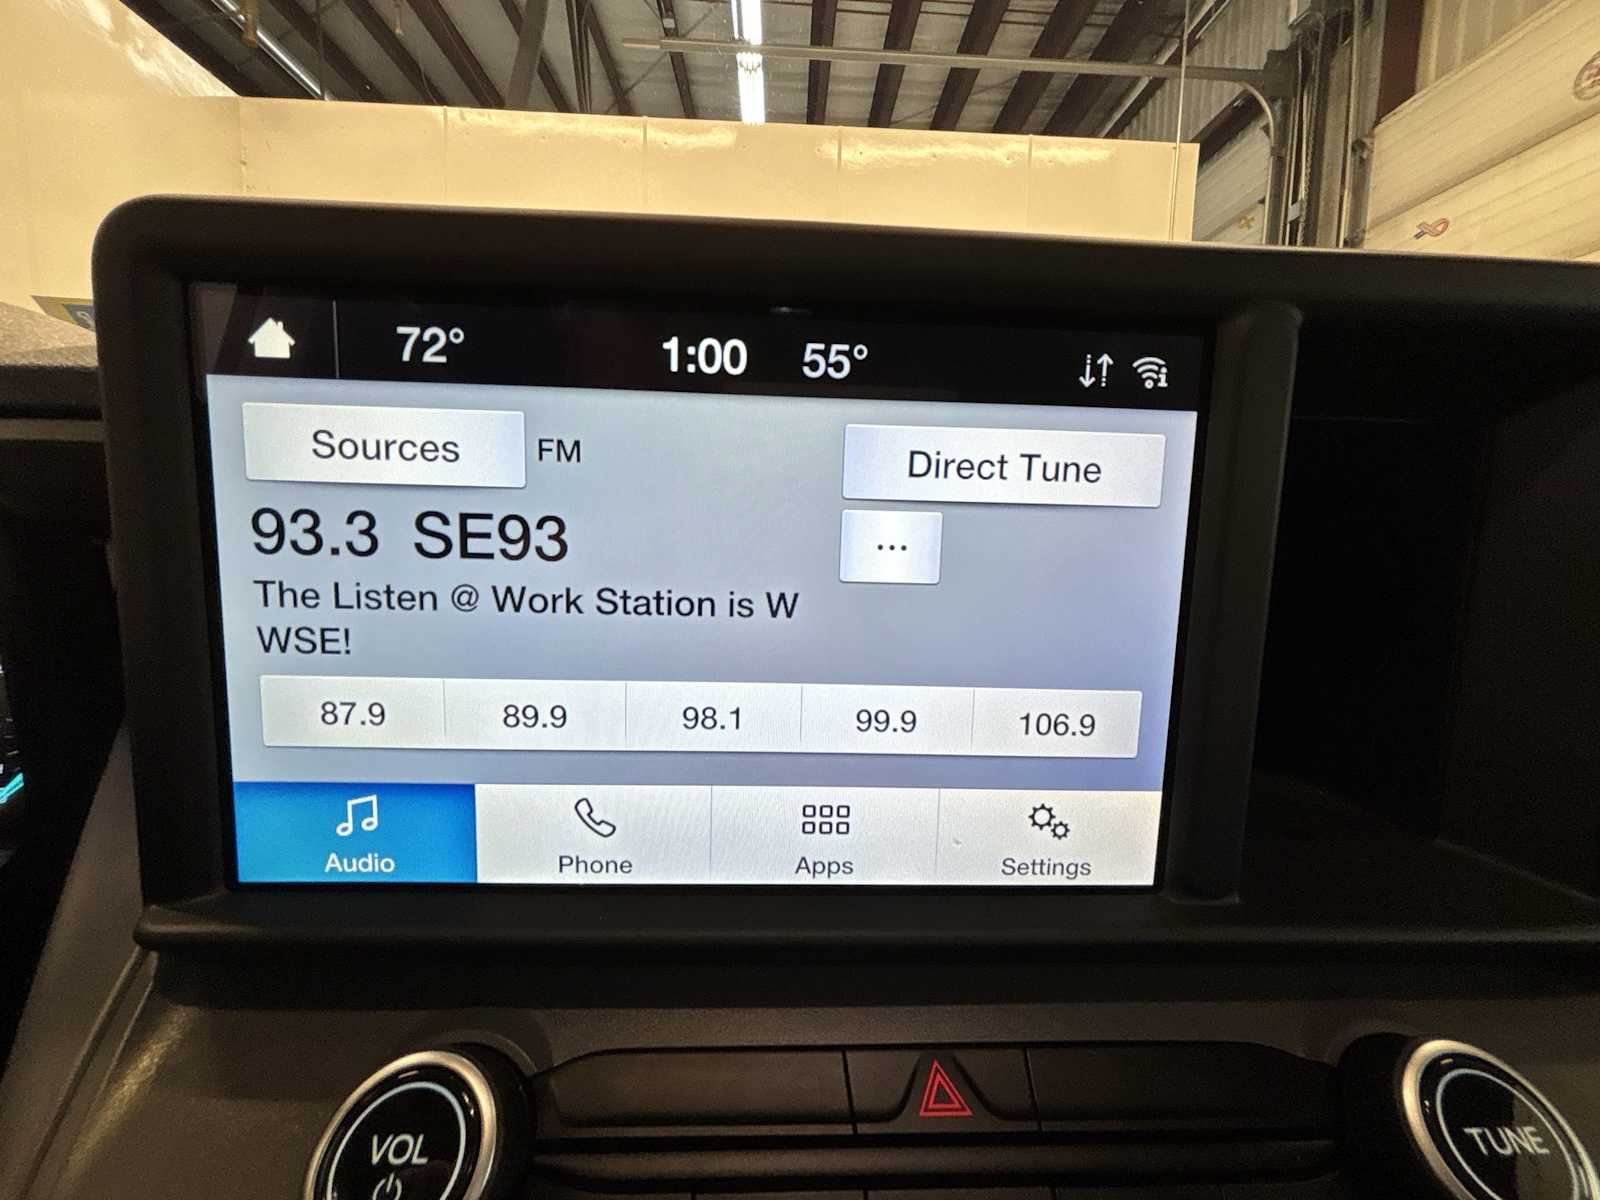 72° 1:00 55°
Sources FM Direct Tune
93.3 SE93 ...
The Listen @ Work Station is W
WSE!
87.9 89.9 98.1 99.9 106.9
Audio Phone Apps Settings
VOL TUNE